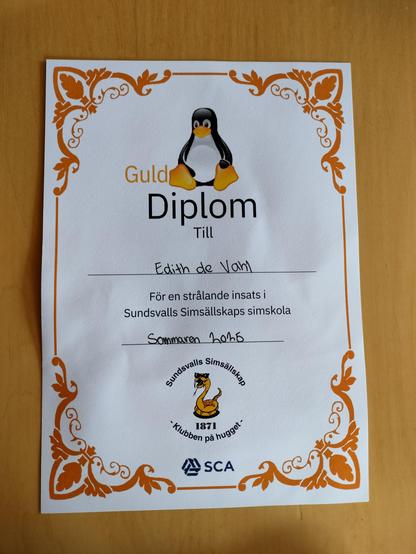 Guld
Diplom
Till
Edith de Vahl
För en strålande insats i
Sundsvalls Simsällskaps simskola
Sommaren 2025
Sundsvalls Simsällskap
1871
- Klubben på hugget -
SCA